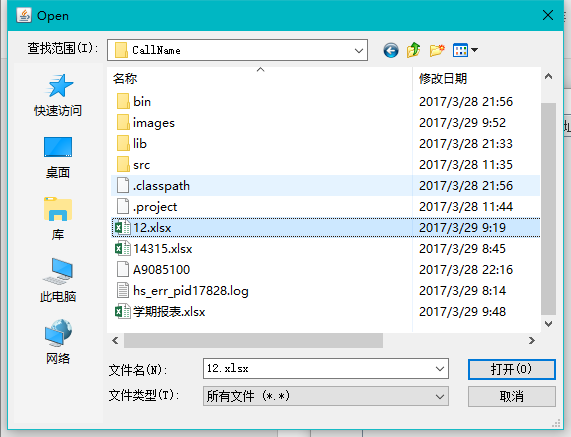 Open
查找范围(I):
CallName
名称 修改日期
bin 2017/3/28 21:56
images 2017/3/29 9:52
lib 2017/3/28 21:33
src 2017/3/28 11:35
.classpath 2017/3/28 21:56
.project 2017/3/28 11:44
12.xlsx 2017/3/29 9:19
14315.xlsx 2017/3/29 8:45
A9085100 2017/3/28 22:16
hs_err_pid17828.log 2017/3/29 8:14
学期报表.xlsx 2017/3/29 9:48
快速访问
桌面
库
此电脑
网络
文件名(N): 12.xlsx 打开(O)
文件类型(T): 所有文件 (*.*) 取消